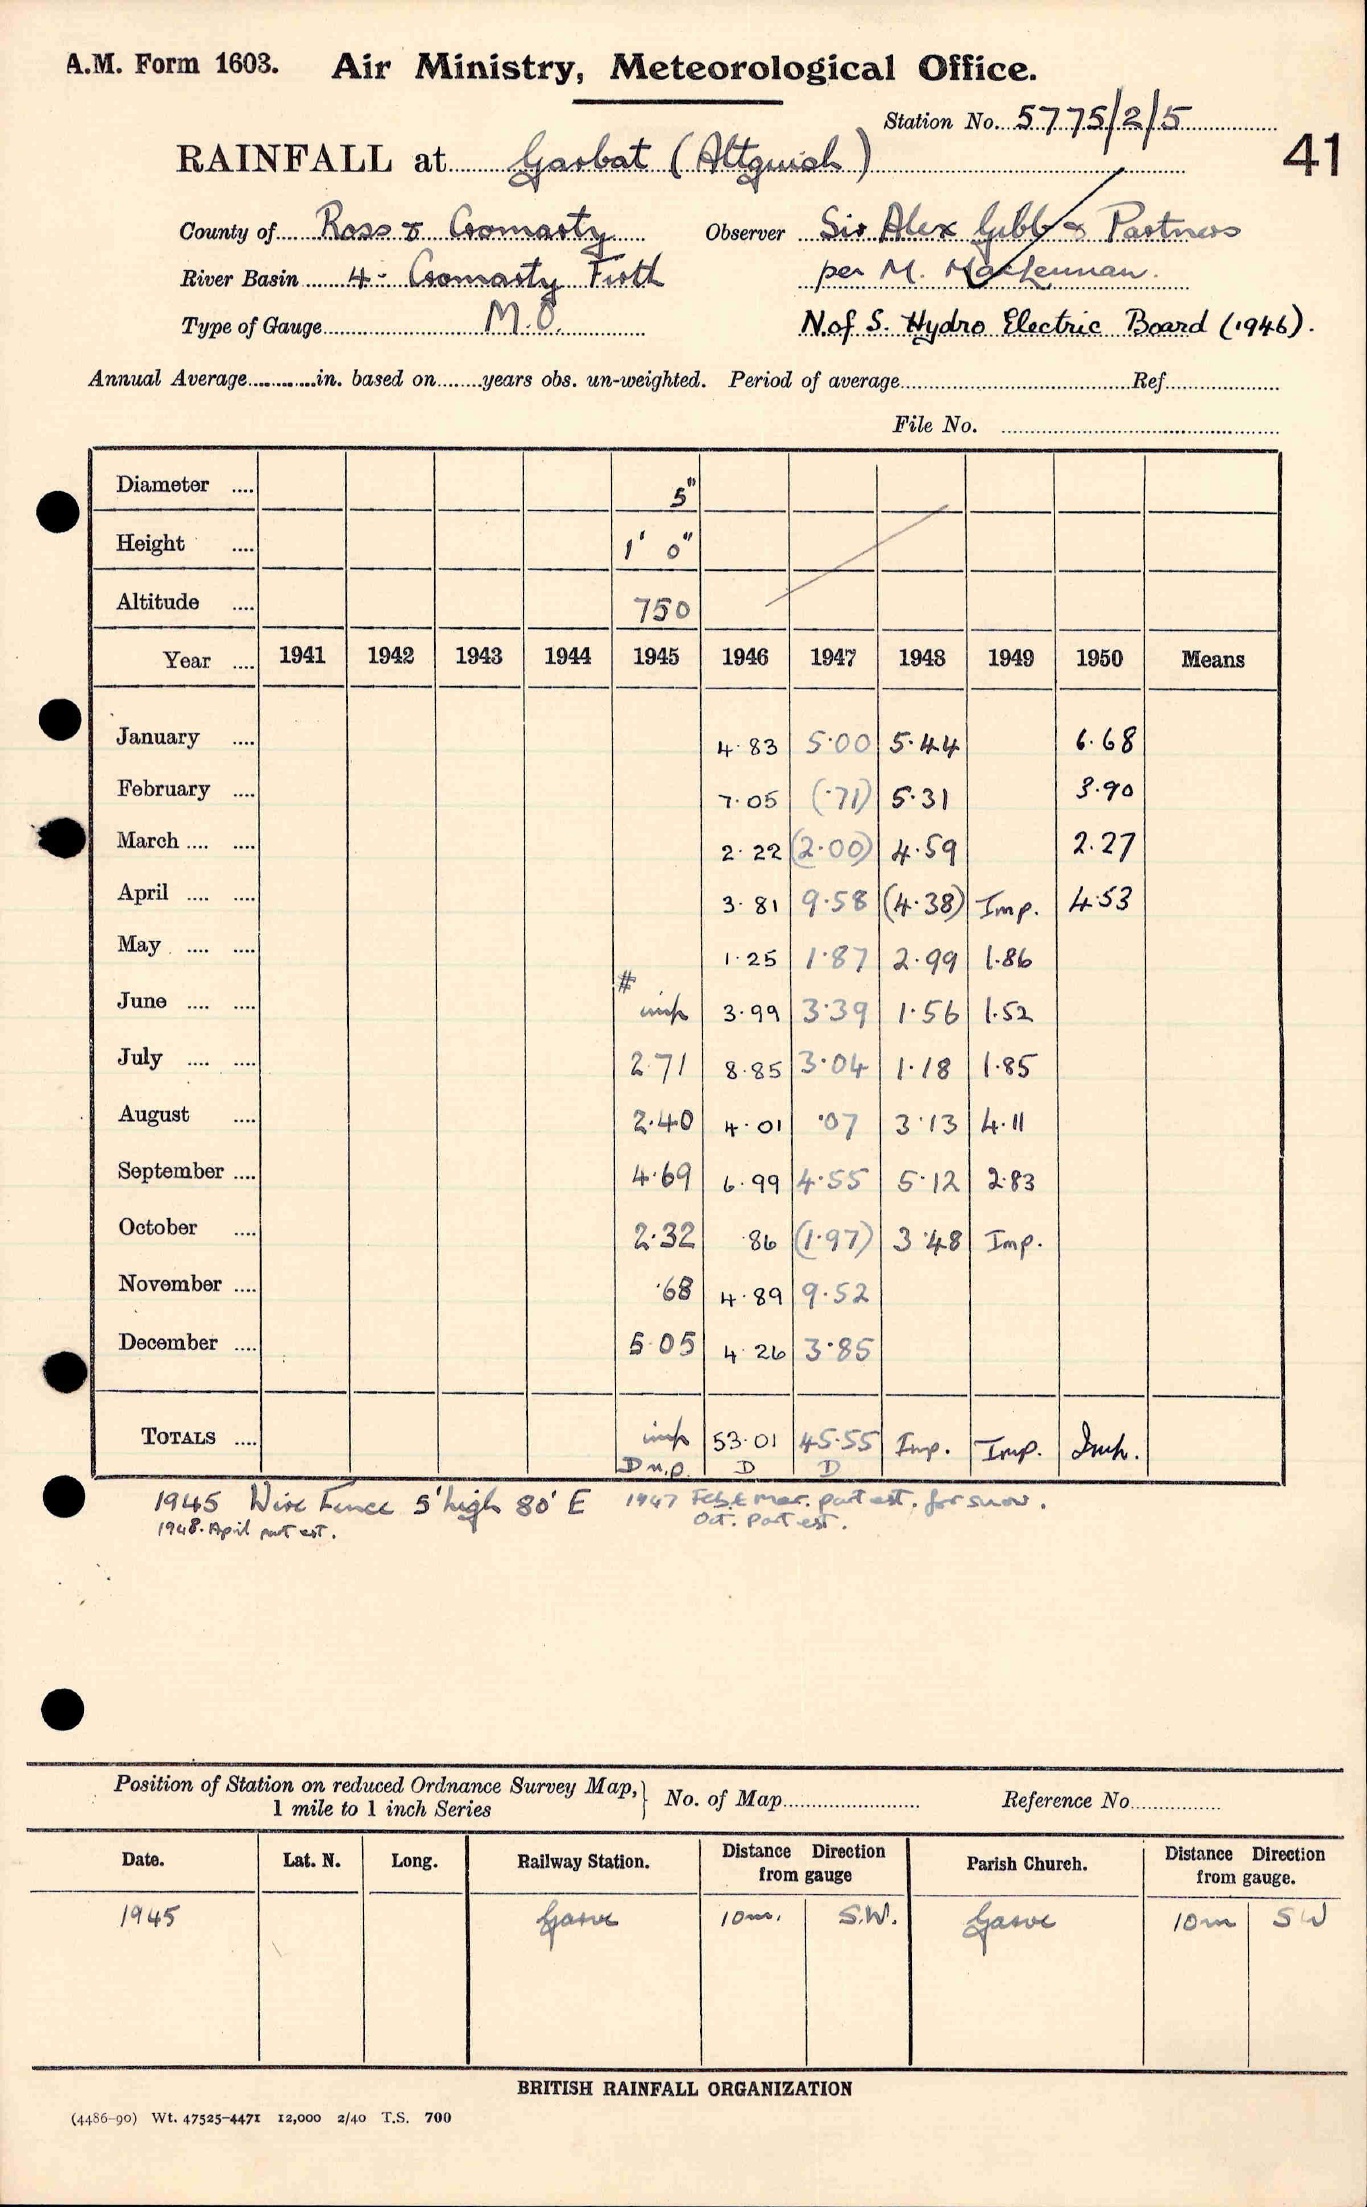 A.M. Form 1603. Air Ministry, Meteorological Office.
Station No. 5775/2/5
41
RAINFALL at Garbat (Altguish)
County of Ross & Cromarty Observer Sir Alex Gibb & Partners
River Basin 4- Cromarty Firth per M. MacLennan.
Type of Gauge M.O. N. of S. Hydro Electric Board (1946).
Annual Average in. based on years obs. un-weighted. Period of average Ref
File No.
Diameter .... 5"
Height .... 1' 0"
Altitude .... 750
Year .... 1941 1942 1943 1944 1945 1946 1947 1948 1949 1950 Means
January .... 4.83 5.00 5.44 6.68
February .... 7.05 (.71) 5.31 3.90
March .... .... 2.22 (2.00) 4.59 2.27
April .... .... 3.81 9.58 (4.38) Imp. 4.53
May .... .... 1.25 1.87 2.99 1.86
June .... .... # imp 3.99 3.39 1.56 1.52
July .... .... 2.71 8.85 3.04 1.18 1.85
August .... 2.40 4.01 .07 3.13 4.11
September .... 4.69 6.99 4.55 5.12 2.83
October .... 2.32 .86 (1.97) 3.48 Imp.
November .... .68 4.89 9.52
December .... 5.05 4.26 3.85
TOTALS .... imp 53.01 45.55 Imp. Imp. Imp.
D n.p. D D
1945 Wire Fence 5' high 80' E 1947 Feb. & Mar. part est. for snow.
1948. April part est. Oct. Part est.
Position of Station on reduced Ordnance Survey Map, } No. of Map Reference No
1 mile to 1 inch Series
Date. Lat. N. Long. Railway Station. Distance Direction from gauge Parish Church. Distance Direction from gauge.
1945 Garve 10m. S.W. Garve 10m SW
BRITISH RAINFALL ORGANIZATION
(4486-90) Wt. 47525-4471 12,000 2/40 T.S. 700